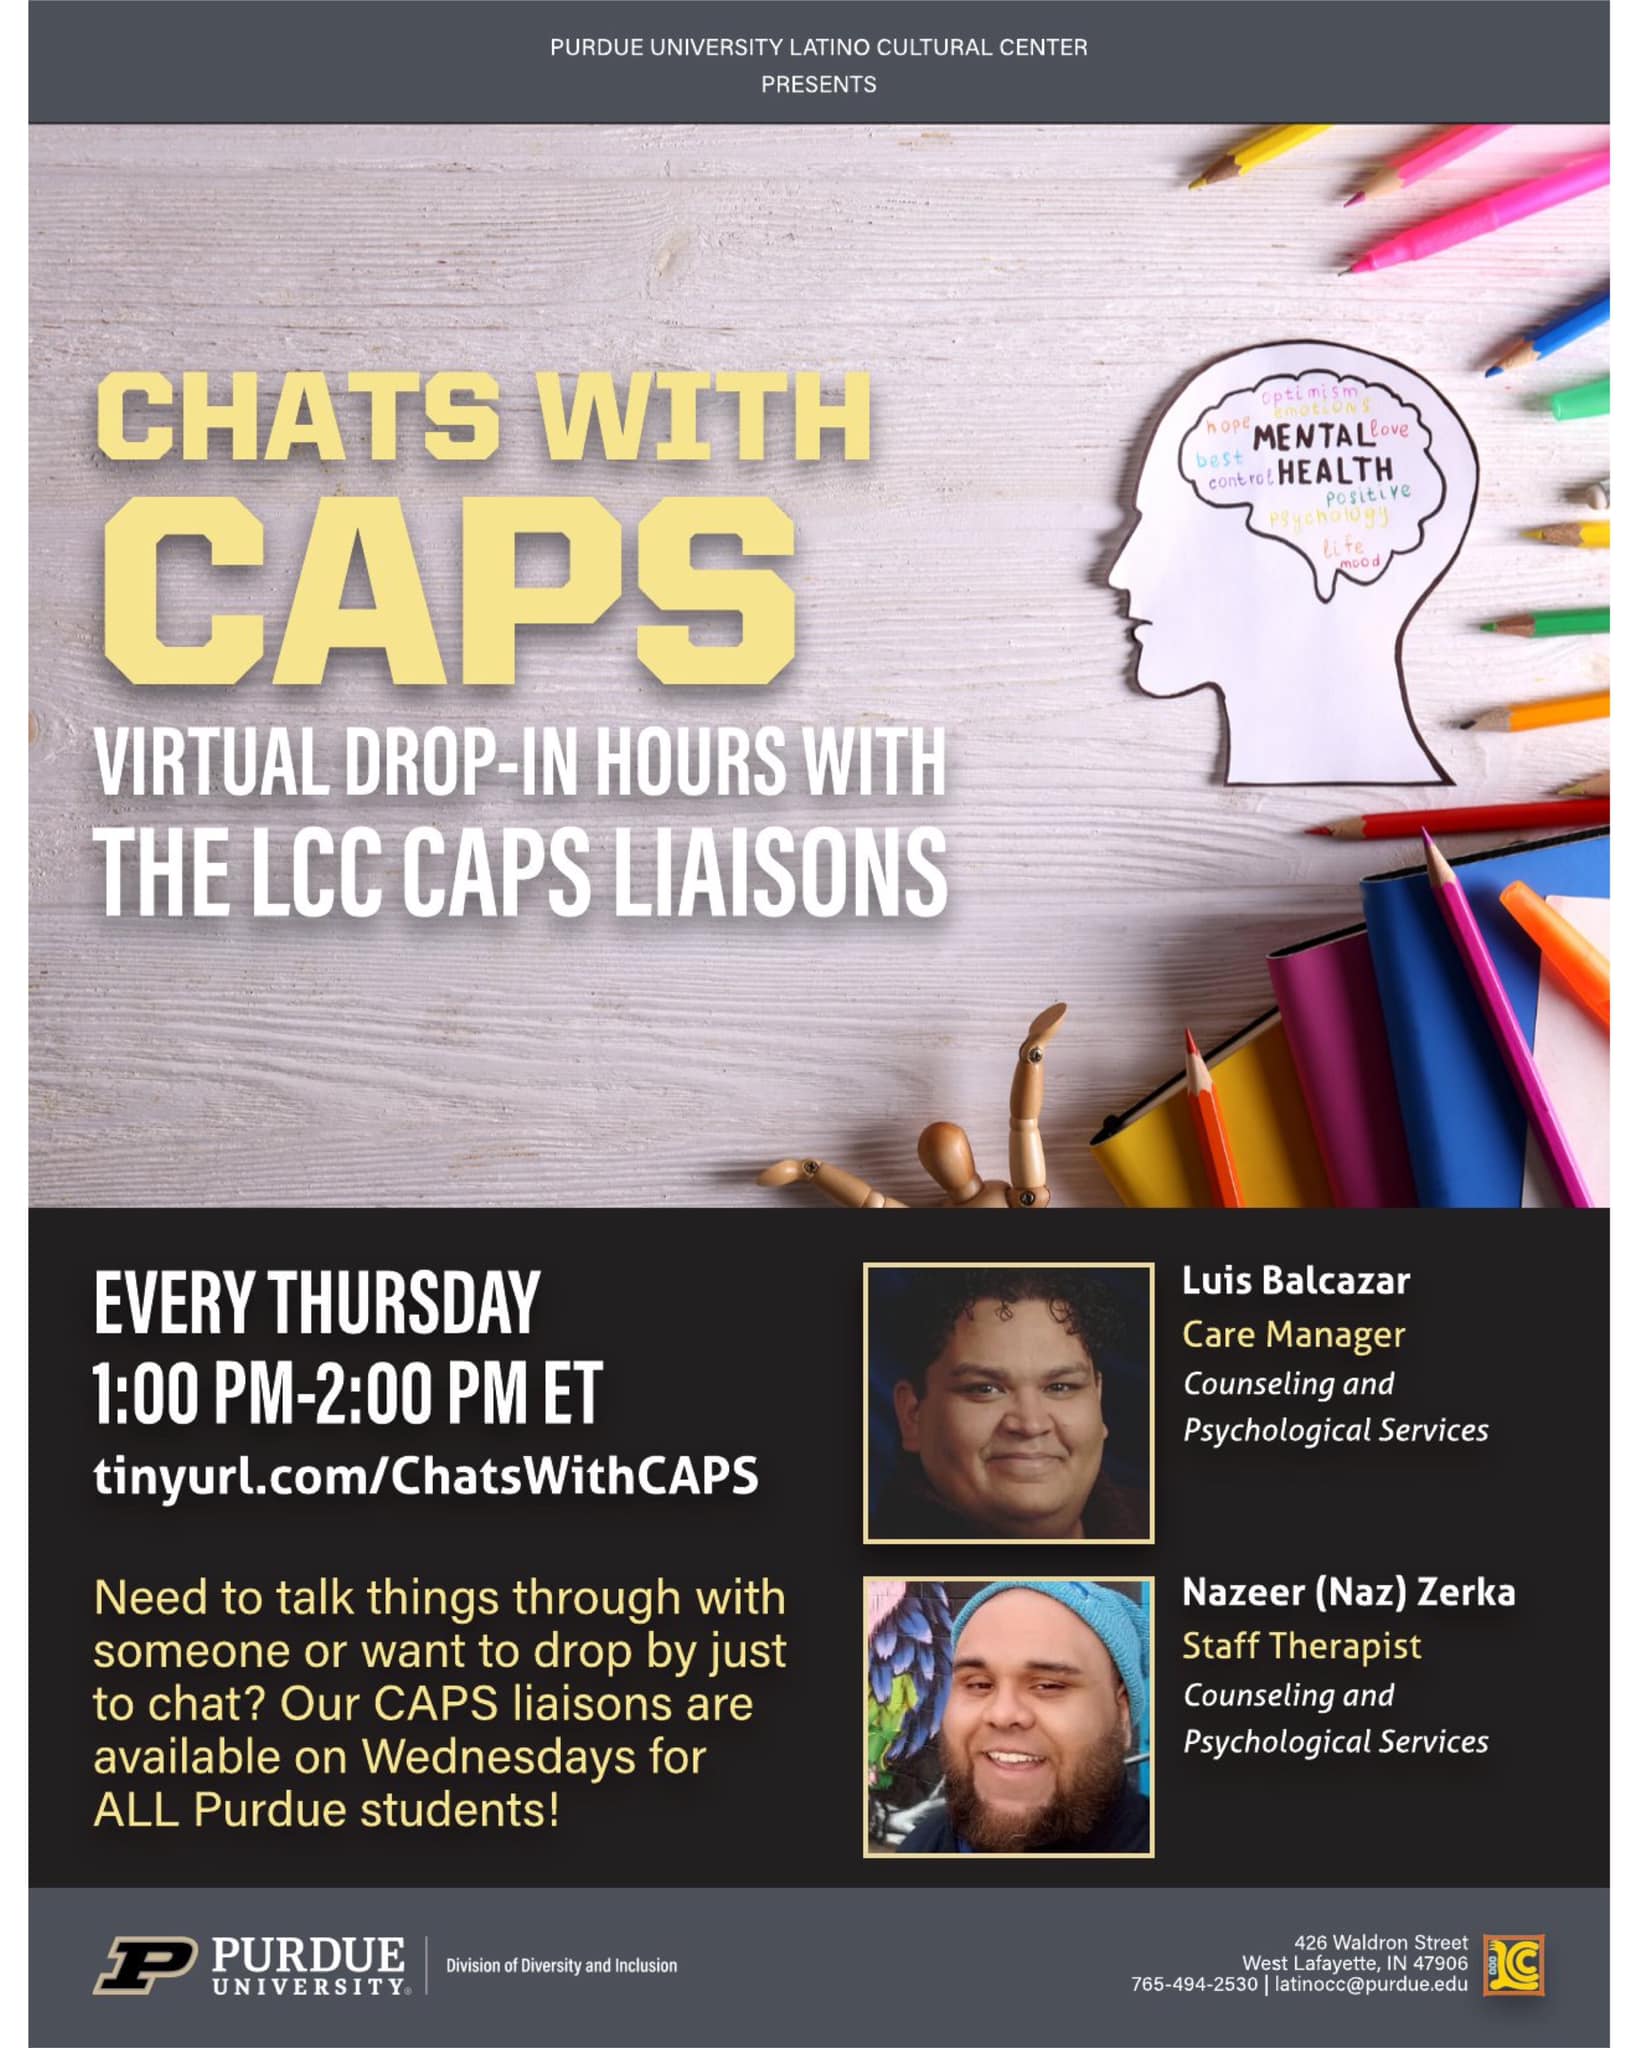 PURDUE UNIVERSITY LATINO CULTURAL CENTER
PRESENTS
CHATS WITH
CAPS
VIRTUAL DROP-IN HOURS WITH
THE LCC CAPS LIAISONS
optimism
emotions
hope MENTAL love
best
control HEALTH
positive
psychology
life
mood
EVERY THURSDAY
1:00 PM-2:00 PM ET
tinyurl.com/ChatsWithCAPS
Need to talk things through with
someone or want to drop by just
to chat? Our CAPS liaisons are
available on Wednesdays for
ALL Purdue students!
Luis Balcazar
Care Manager
Counseling and
Psychological Services
Nazeer (Naz) Zerka
Staff Therapist
Counseling and
Psychological Services
P PURDUE
UNIVERSITY®
Division of Diversity and Inclusion
426 Waldron Street
West Lafayette, IN 47906
765-494-2530 | latinocc@purdue.edu
LCC